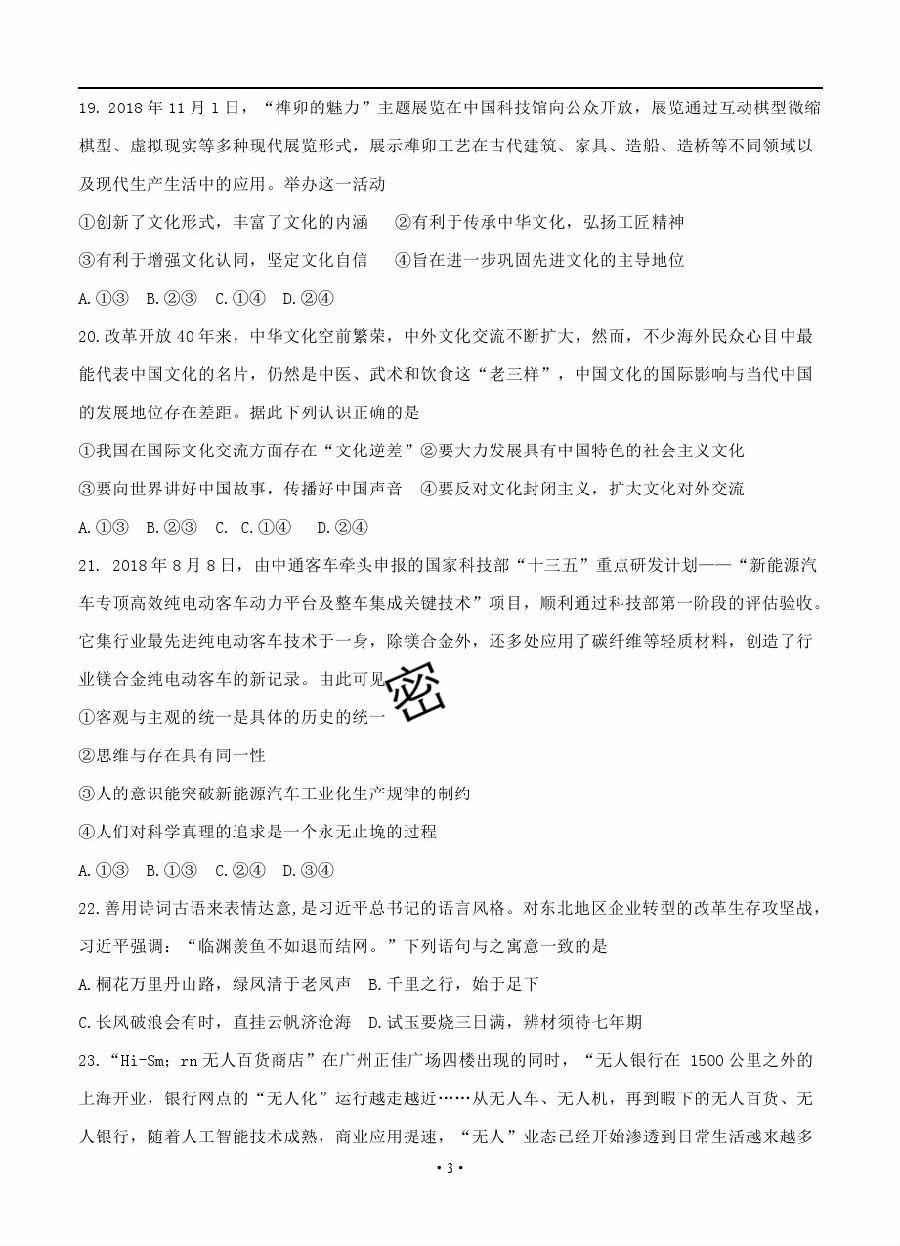 19. 2018年11月1日，“榫卯的魅力”主题展览在中国科技馆向公众开放，展览通过互动棋型微缩
棋型、虚拟现实等多种现代展览形式，展示榫卯工艺在古代建筑、家具、造船、造桥等不同领域以
及现代生产生活中的应用。举办这一活动
①创新了文化形式，丰富了文化的内涵 ②有利于传承中华文化，弘扬工匠精神
③有利于增强文化认同，坚定文化自信 ④旨在进一步巩固先进文化的主导地位
A.①③ B.②③ C.①④ D.②④
20.改革开放40年来，中华文化空前繁荣，中外文化交流不断扩大，然而，不少海外民众心目中最
能代表中国文化的名片，仍然是中医、武术和饮食这“老三样”，中国文化的国际影响与当代中国
的发展地位存在差距。据此下列认识正确的是
①我国在国际文化交流方面存在“文化逆差”②要大力发展具有中国特色的社会主义文化
③要向世界讲好中国故事，传播好中国声音 ④要反对文化封闭主义，扩大文化对外交流
A.①③ B.②③ C. C.①④ D.②④
21. 2018年8月8日，由中通客车牵头申报的国家科技部“十三五”重点研发计划——“新能源汽
车专顶高效纯电动客车动力平台及整车集成关键技术”项目，顺利通过科技部第一阶段的评估验收。
它集行业最先进纯电动客车技术于一身，除镁合金外，还多处应用了碳纤维等轻质材料，创造了行
业镁合金纯电动客车的新记录。由此可见
密
①客观与主观的统一是具体的历史的统一
②思维与存在具有同一性
③人的意识能突破新能源汽车工业化生产规律的制约
④人们对科学真理的追求是一个永无止境的过程
A.①③ B.①③ C.②④ D.③④
22.善用诗词古语来表情达意,是习近平总书记的语言风格。对东北地区企业转型的改革生存攻坚战，
习近平强调：“临渊羡鱼不如退而结网。”下列语句与之寓意一致的是
A.桐花万里丹山路，绿凤清于老凤声 B.千里之行，始于足下
C.长风破浪会有时，直挂云帆济沧海 D.试玉要烧三日满，辨材须待七年期
23.“Hi-Sm；rn无人百货商店”在广州正佳广场四楼出现的同时，“无人银行在 1500公里之外的
上海开业，银行网点的“无人化”运行越走越近……从无人车、无人机，再到眼下的无人百货、无
人银行，随着人工智能技术成熟，商业应用提速，“无人”业态已经开始渗透到日常生活越来越多
·3·